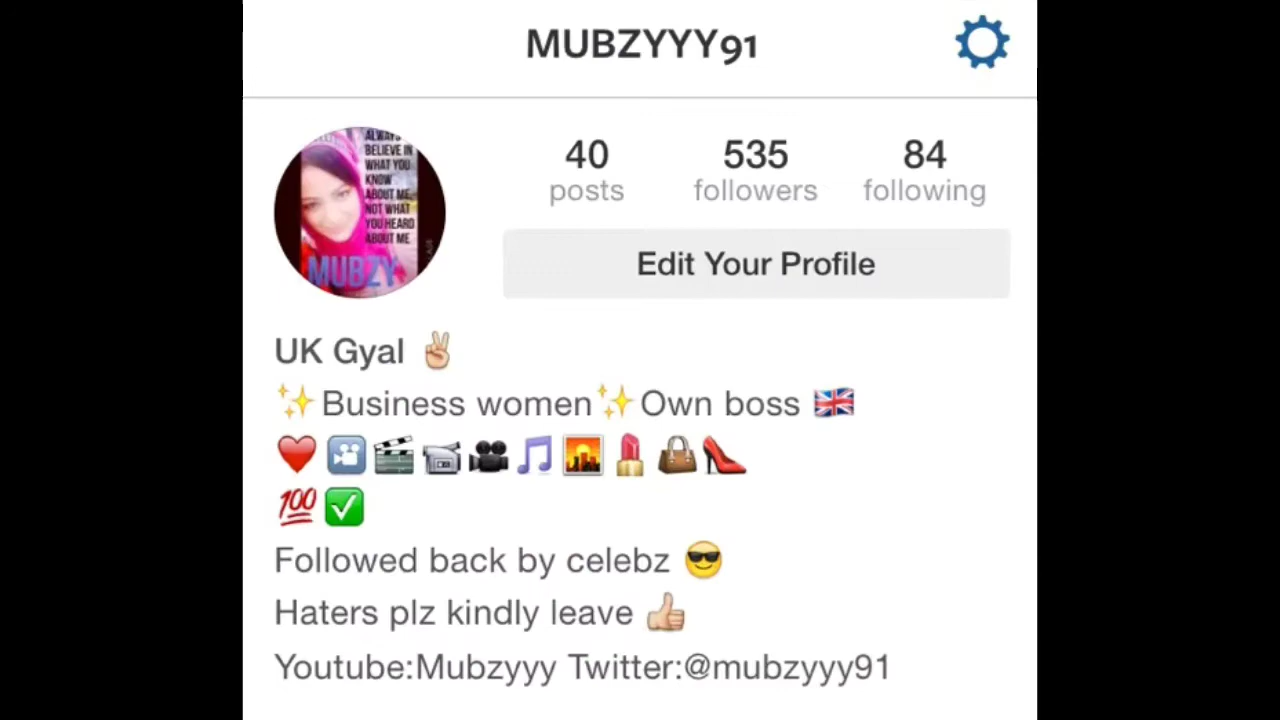 MUBZYYY91
ALWAYS
BELIEVE IN
WHAT YOU
KNOW
ABOUT ME,
NOT WHAT
YOU HEARD
ABOUT ME
MUBZY
40 535 84
posts followers following
Edit Your Profile
UK Gyal ✌🏼
✨Business women✨Own boss 🇬🇧
❤️🎦🎬📹🎥🎵🌇💄👜👠
💯✅
Followed back by celebz 😎
Haters plz kindly leave 👍🏼
Youtube:Mubzyyy Twitter:@mubzyyy91